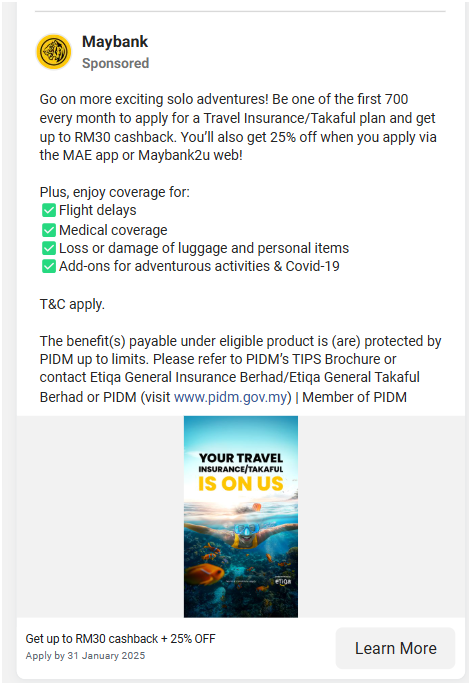 Maybank
Sponsored
Go on more exciting solo adventures! Be one of the first 700
every month to apply for a Travel Insurance/Takaful plan and get
up to RM30 cashback. You’ll also get 25% off when you apply via
the MAE app or Maybank2u web!
Plus, enjoy coverage for:
✅Flight delays
✅Medical coverage
✅Loss or damage of luggage and personal items
✅Add-ons for adventurous activities & Covid-19
T&C apply.
The benefit(s) payable under eligible product is (are) protected by
PIDM up to limits. Please refer to PIDM’s TIPS Brochure or
contact Etiqa General Insurance Berhad/Etiqa General Takaful
Berhad or PIDM (visit www.pidm.gov.my) | Member of PIDM
YOUR TRAVEL
INSURANCE/TAKAFUL
IS ON US
etiqa
Get up to RM30 cashback + 25% OFF
Apply by 31 January 2025
Learn More